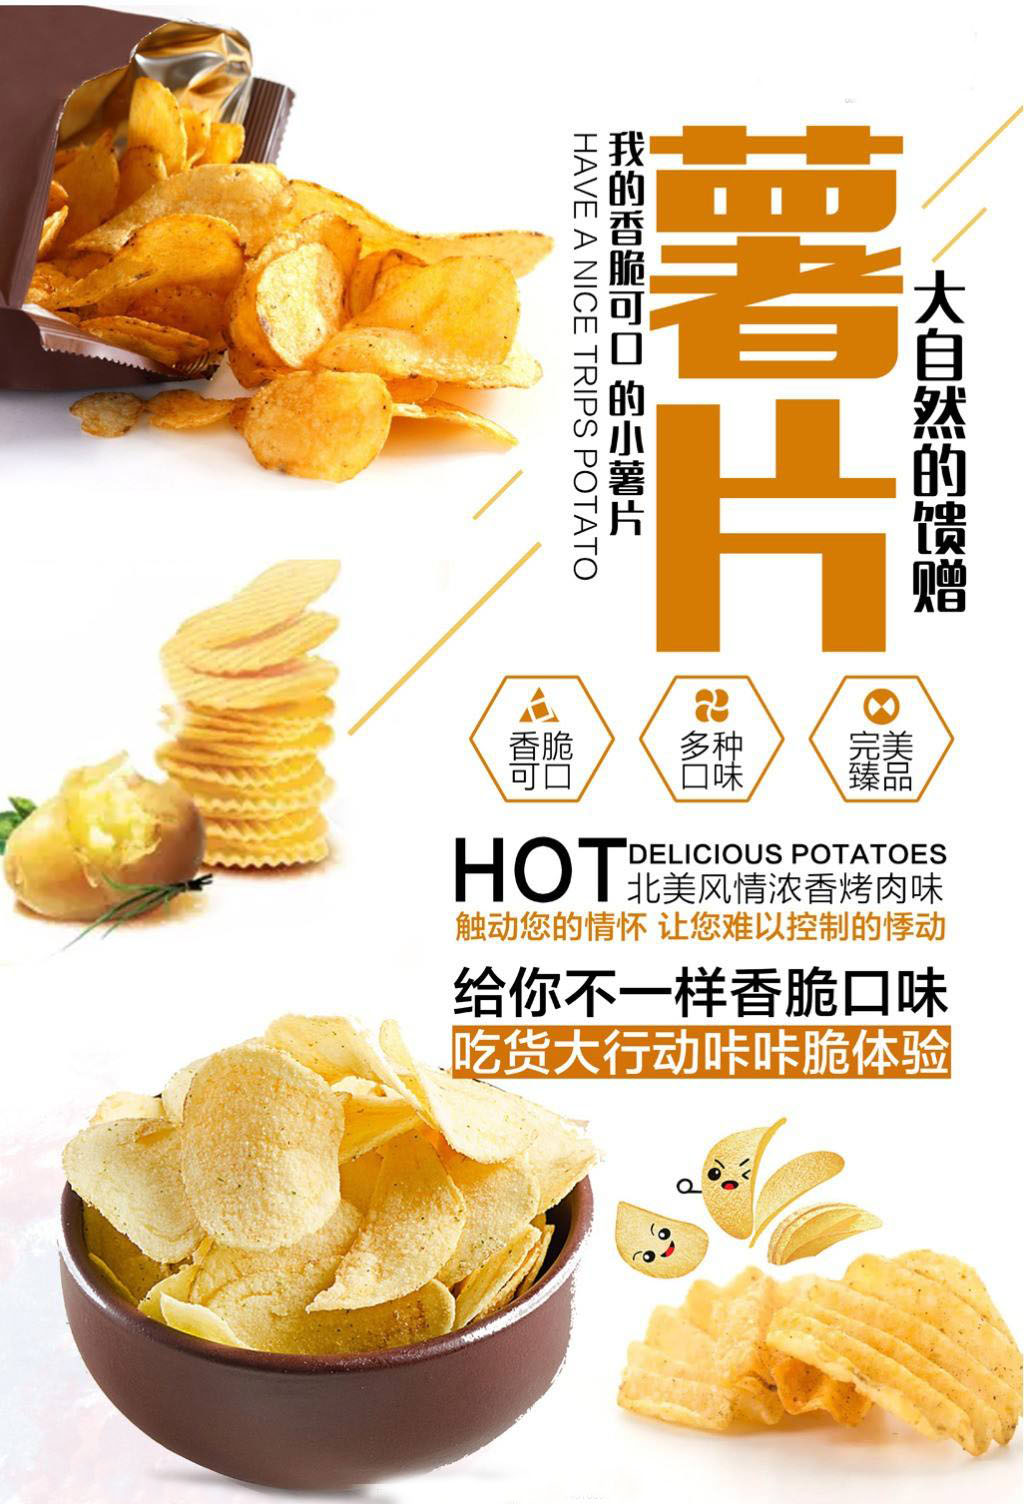 薯片
大自然的馈赠
我的香脆可口 的小薯片
HAVE A NICE TRIPS POTATO
香脆
可口
多种
口味
完美
臻品
HOT
DELICIOUS POTATOES
北美风情浓香烤肉味
触动您的情怀 让您难以控制的悸动
给你不一样香脆口味
吃货大行动咔咔脆体验